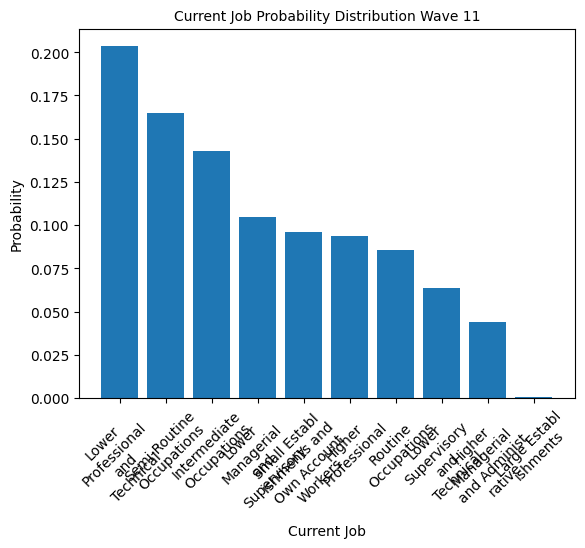 Current Job Probability Distribution Wave 11
Probability
0.200
0.175
0.150
0.125
0.100
0.075
0.050
0.025
0.000
Lower
Professional
and
Technical
Semi-Routine
Occupations
Intermediate
Occupations
Lower
Managerial
and
Supervisory
Small Establ
ishments and
Own Account
Workers
Higher
Professional
Routine
Occupations
Lower
Supervisory
and
Technical
Higher
Managerial
and Administ
rative
Large Establ
ishments
Current Job